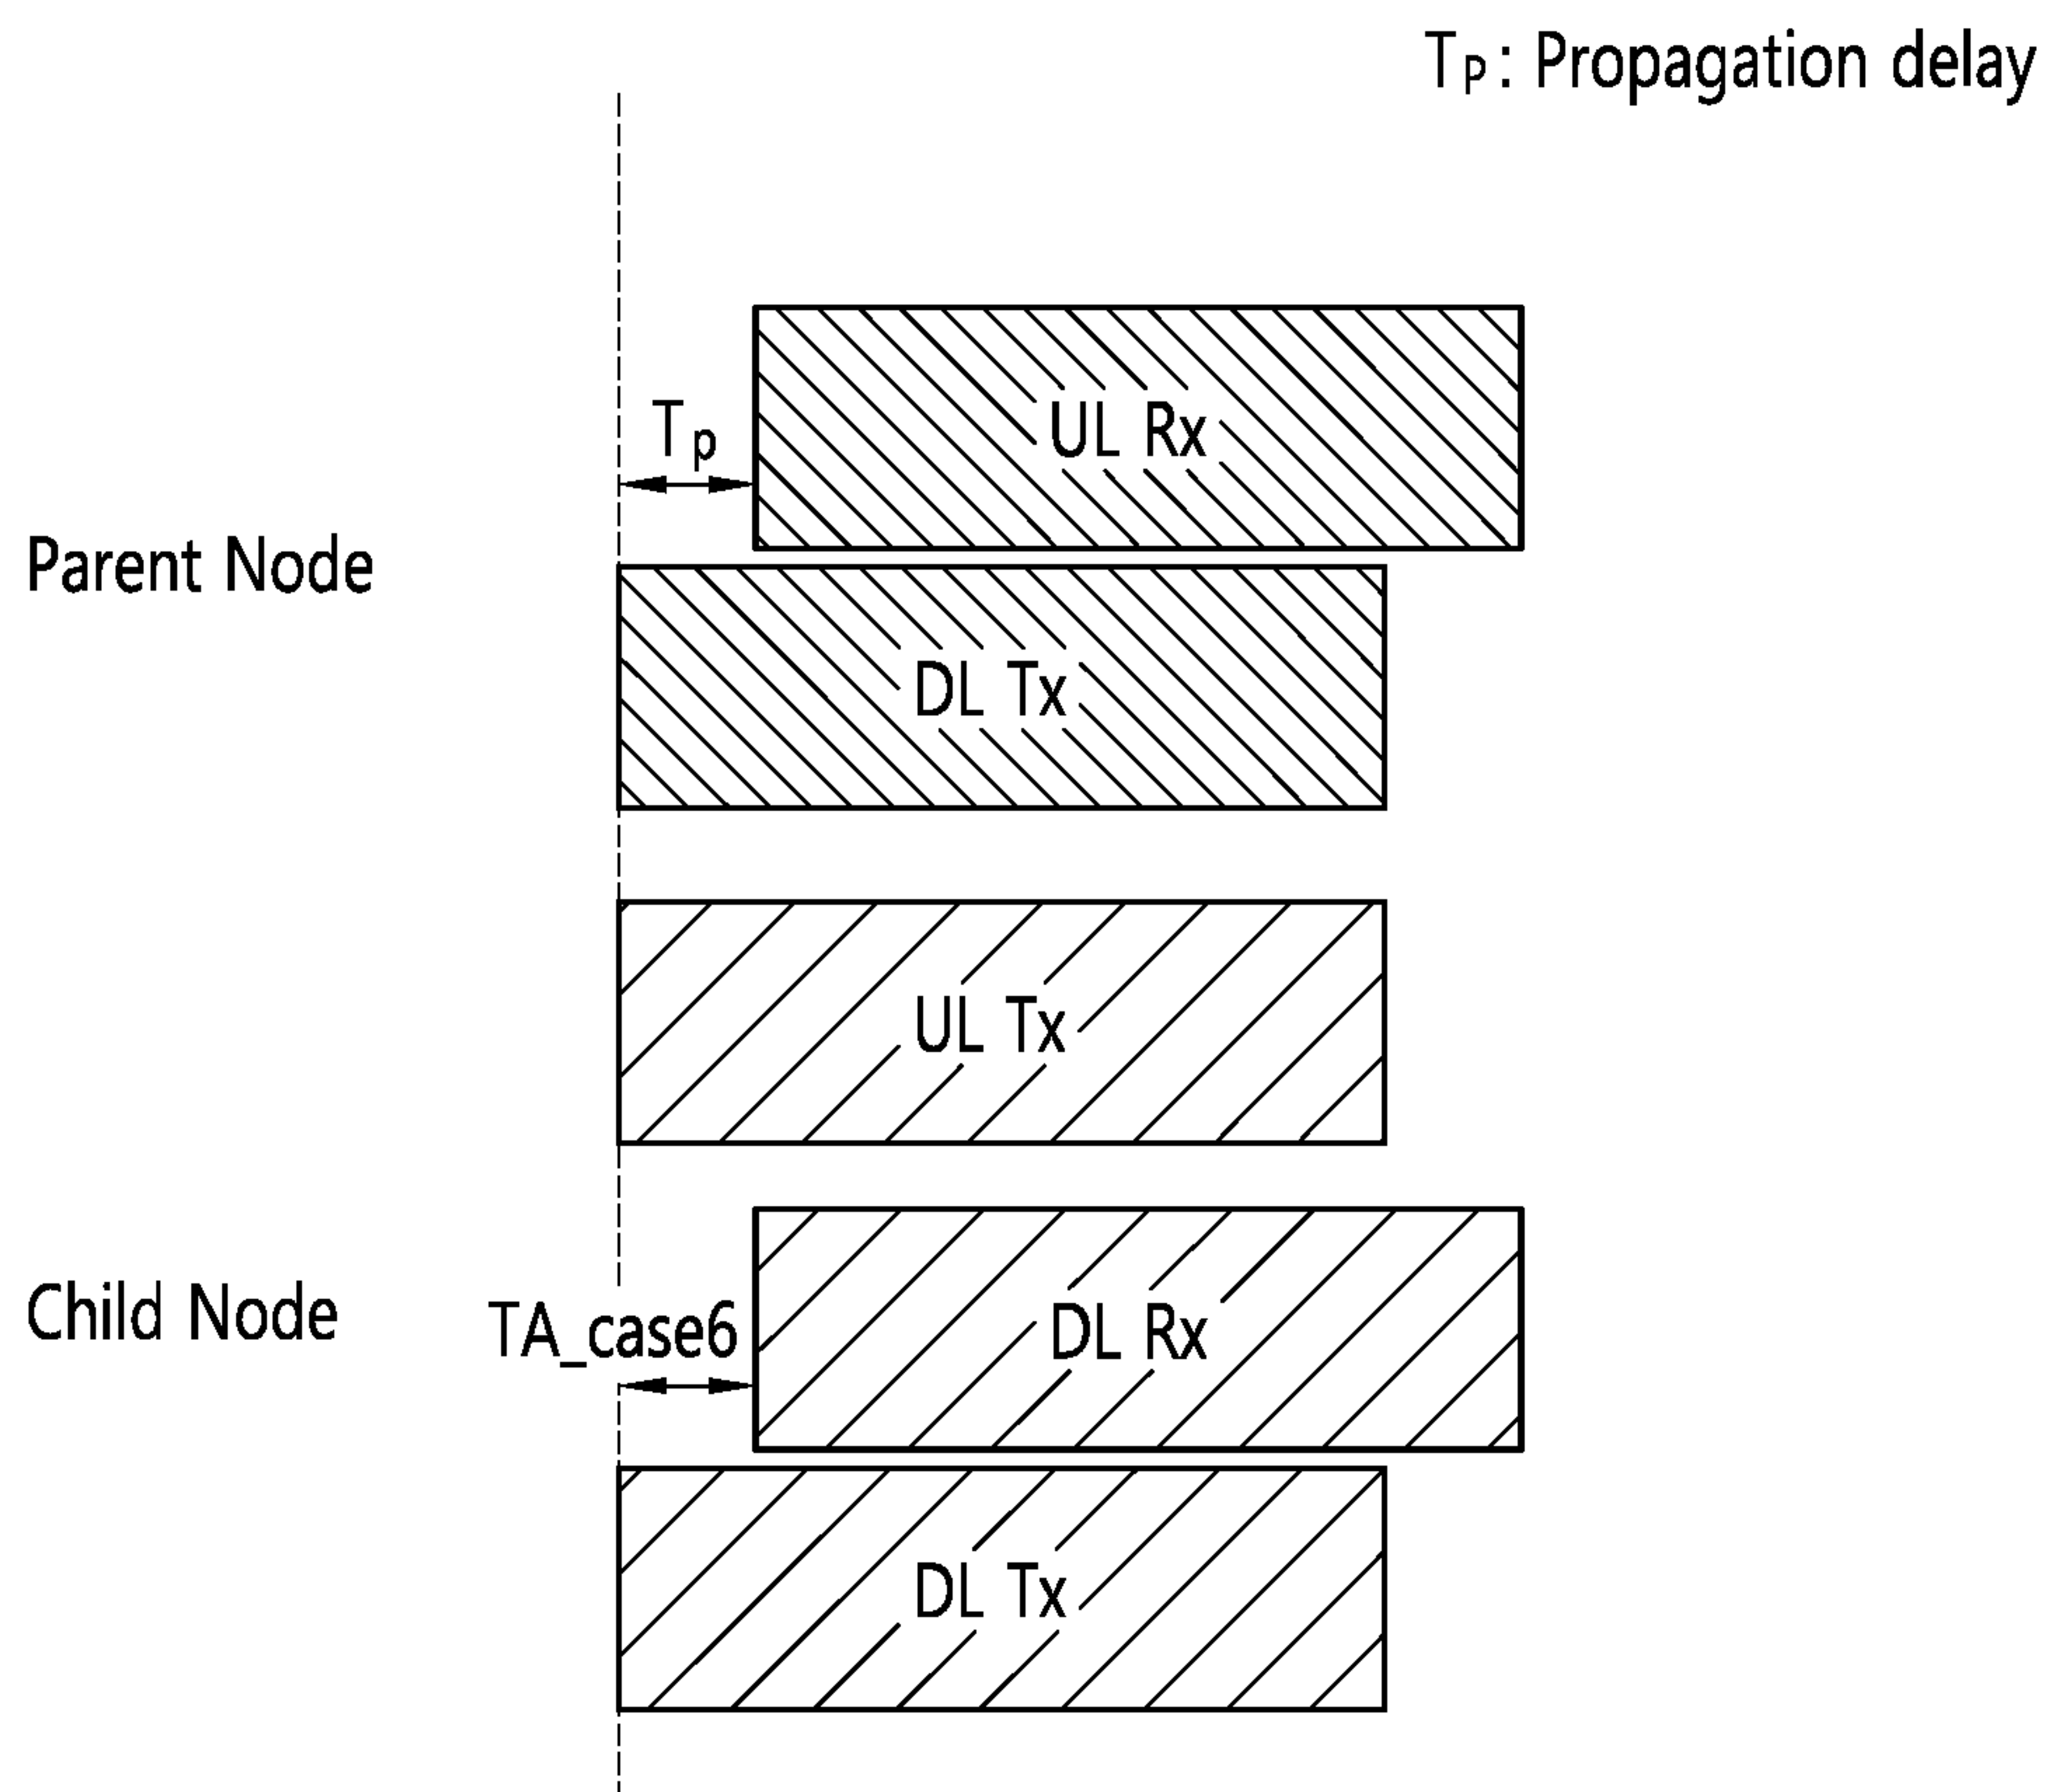 TP: Propagation delay
UL Rx
Tp
Parent Node
DL Tx
UL Tx
Child Node
TA_case6
DL Rx
DL Tx